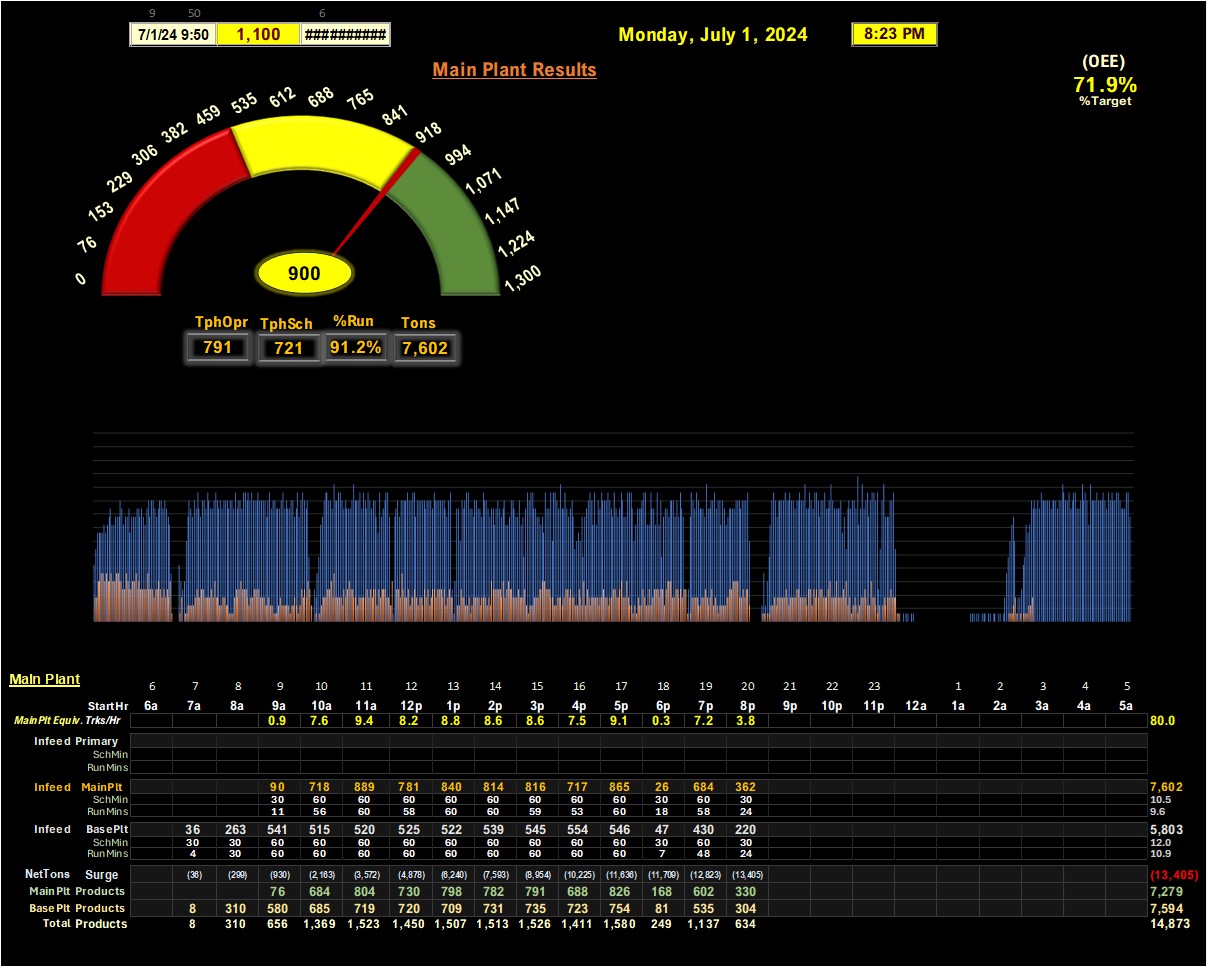 9 50 6
7/1/24 9:50 1,100 ########## Monday, July 1, 2024 8:23 PM
Main Plant Results
(OEE)
71.9%
%Target
0 76 153 229 306 382 459 535 612 688 765 841 918 994 1,071 1,147 1,224 1,300
900
TphOpr TphSch %Run Tons
791 721 91.2% 7,602
Main Plant
6 7 8 9 10 11 12 13 14 15 16 17 18 19 20 21 22 23 1 2 3 4 5
StartHr 6a 7a 8a 9a 10a 11a 12p 1p 2p 3p 4p 5p 6p 7p 8p 9p 10p 11p 12a 1a 2a 3a 4a 5a
MainPlt Equiv. Trks/Hr 0.9 7.6 9.4 8.2 8.8 8.6 8.6 7.5 9.1 0.3 7.2 3.8 80.0
Infeed Primary
SchMin
RunMins
Infeed MainPlt 90 718 889 781 840 814 816 717 865 26 684 362 7,602
SchMin 30 60 60 60 60 60 60 60 60 30 60 30 10.5
RunMins 11 56 60 58 60 60 59 53 60 18 58 24 9.6
Infeed BasePlt 36 263 541 515 520 525 522 539 545 554 546 47 430 220 5,803
SchMin 30 30 60 60 60 60 60 60 60 60 60 30 60 30 12.0
RunMins 4 30 60 60 60 60 60 60 60 60 60 7 48 24 10.9
NetTons Surge (36) (299) (930) (2,163) (3,572) (4,878) (6,240) (7,593) (8,954) (10,225) (11,636) (11,709) (12,823) (13,405) (13,405)
MainPlt Products 76 684 804 730 798 782 791 688 826 168 602 330 7,279
BasePlt Products 8 310 580 685 719 720 709 731 735 723 754 81 535 304 7,594
Total Products 8 310 656 1,369 1,523 1,450 1,507 1,513 1,526 1,411 1,580 249 1,137 634 14,873